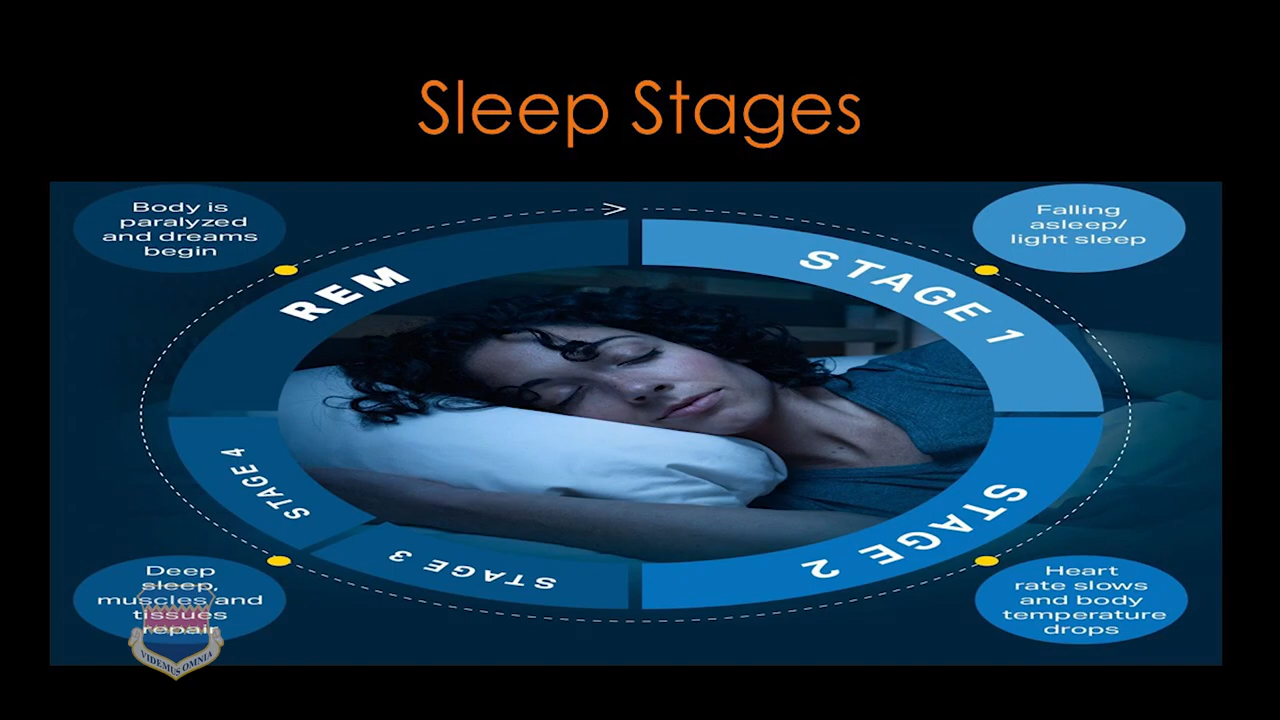 Sleep Stages
Body is
paralyzed
and dreams
begin
Falling
asleep/
light sleep
REM
STAGE 1
STAGE 4
STAGE 3
STAGE 2
Deep
sleep,
muscles and
tissues
repair
Heart
rate slows
and body
temperature
drops
VIDEMUS OMNIA